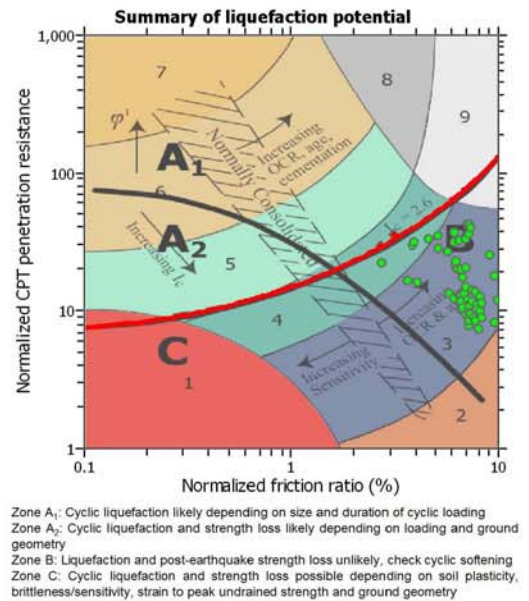 Summary of liquefaction potential
Normalized CPT penetration resistance
1,000
100
10
1
7
8
9
φ'
A1
Normally Consolidated
Increasing
OCR, age,
cementation
6
A2
Increasing Ic
5
Ic = 2.6
B
4
C
1
Increasing
Sensitivity
Increasing
3
2
0.1
1
10
Normalized friction ratio (%)
Zone A1: Cyclic liquefaction likely depending on size and duration of cyclic loading
Zone A2: Cyclic liquefaction and strength loss likely depending on loading and ground
geometry
Zone B: Liquefaction and post-earthquake strength loss unlikely, check cyclic softening
Zone C: Cyclic liquefaction and strength loss possible depending on soil plasticity,
brittleness/sensitivity, strain to peak undrained strength and ground geometry